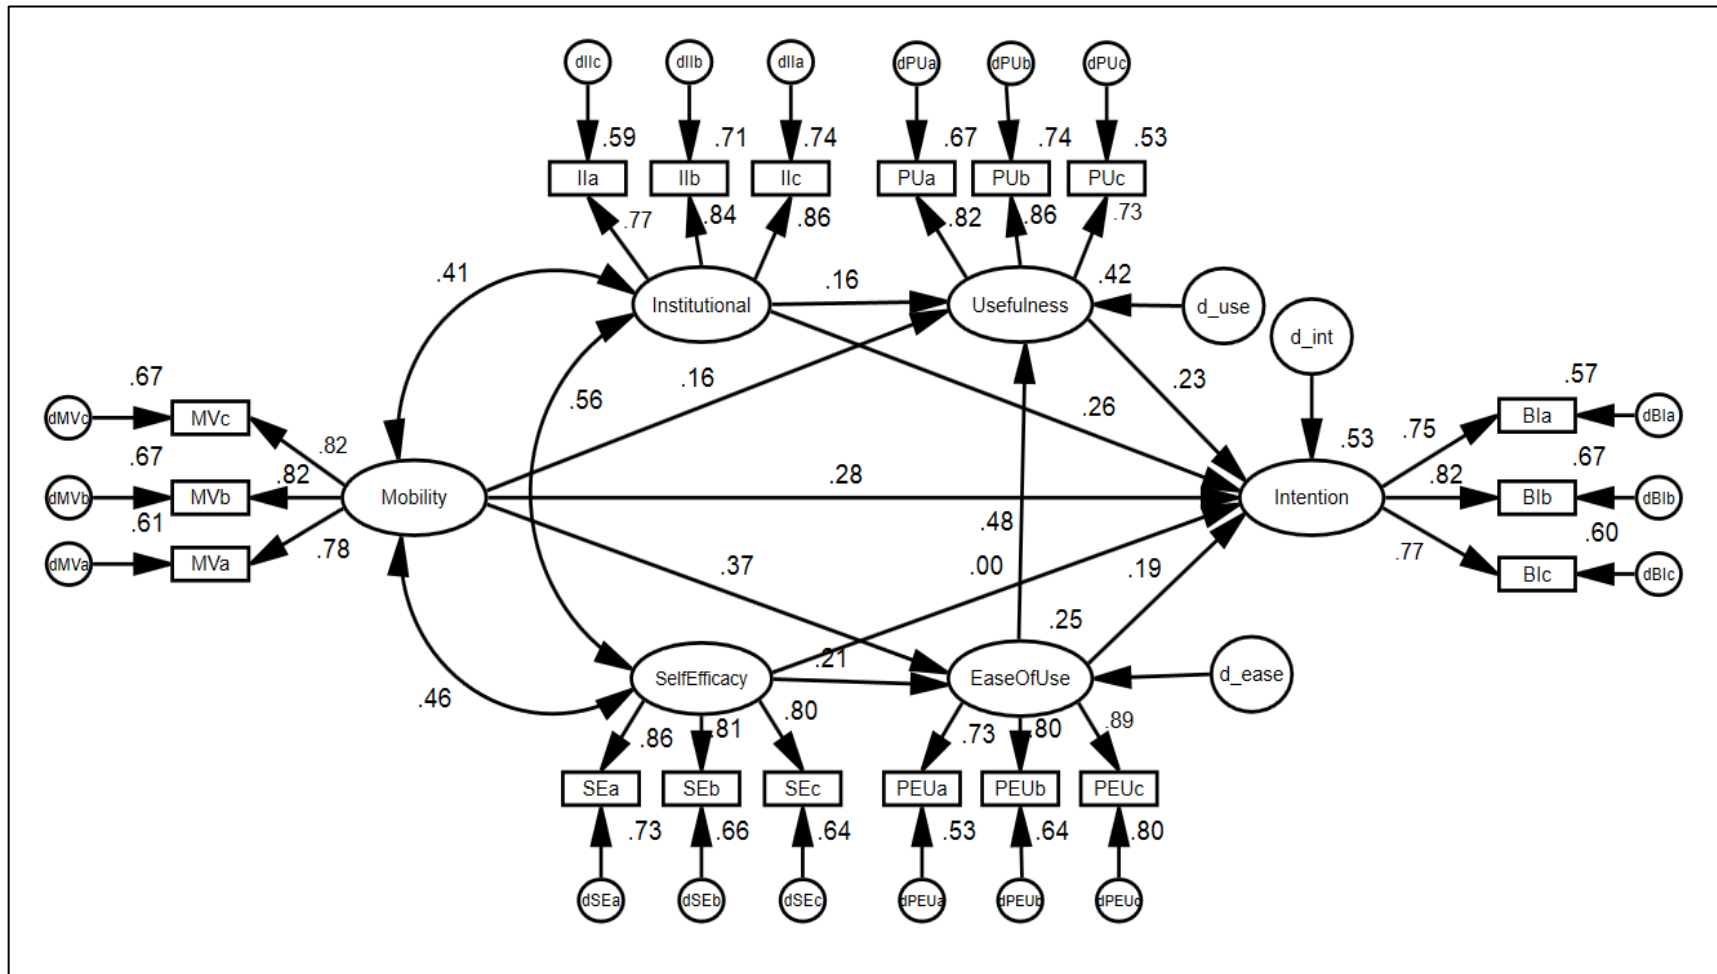 dIIc dIIb dIIa dPUa dPUb dPUc
.59 .71 .74 .67 .74 .53
IIa IIb IIc PUa PUb PUc
.77 .84 .86 .82 .86 .73
.41 .16 .42
Institutional Usefulness d_use
d_int
.67 .56 .16 .23 .57
.26
dMVc MVc BIa dBIa
.82 .75
.67 .53 .67
.82 .28 .82
dMVb MVb Mobility Intention BIb dBIb
.61 .48 .60
.78 .77
dMVa MVa .37 .00 .19 BIc dBIc
.25
.21
SelfEfficacy EaseOfUse d_ease
.46 .80
.86 .81 .73 .80 .89
SEa SEb SEc PEUa PEUb PEUc
.73 .66 .64 .53 .64 .80
dSEa dSEb dSEc dPEUa dPEUb dPEUc